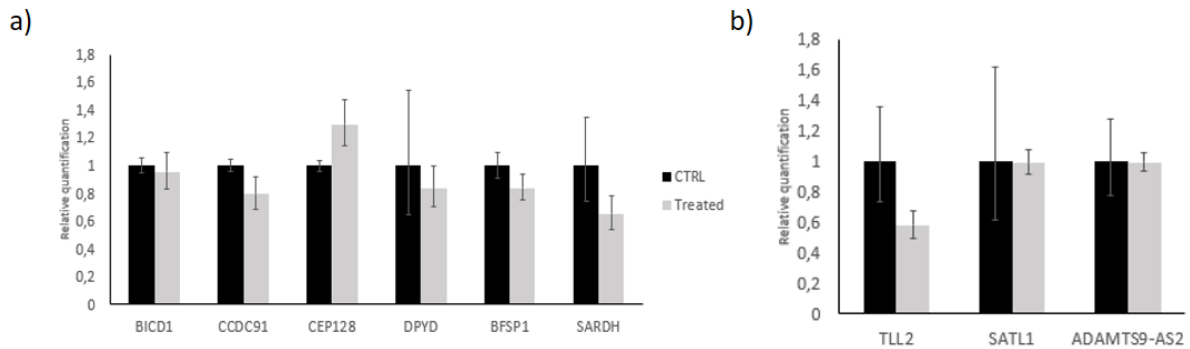 a)
1,8
1,6
1,4
1,2
1
0,8
0,6
0,4
0,2
0
Relative quantification
BICD1 CCDC91 CEP128 DPYD BFSP1 SARDH
CTRL
Treated
b)
1,8
1,6
1,4
1,2
1
0,8
0,6
0,4
0,2
0,0
Relative quantification
TLL2 SATL1 ADAMTS9-AS2